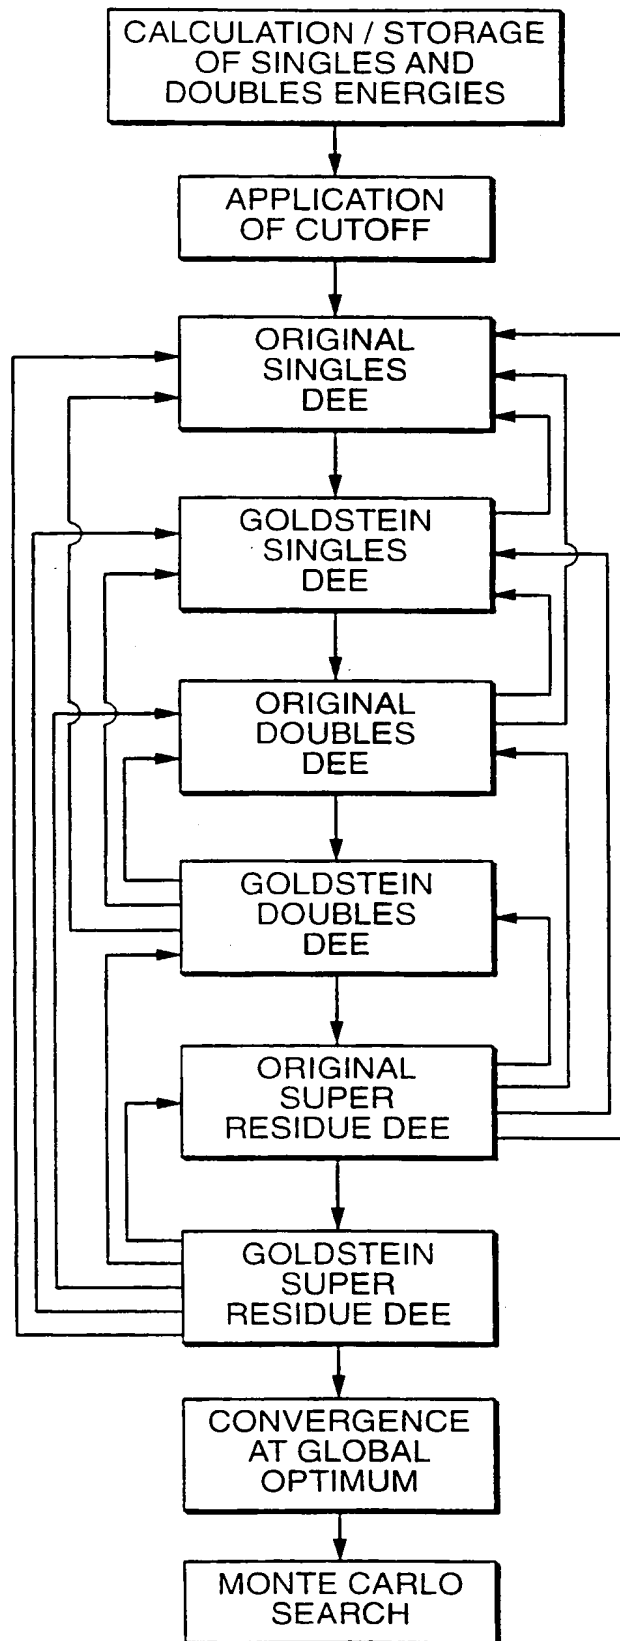 CALCULATION / STORAGE
OF SINGLES AND
DOUBLES ENERGIES
APPLICATION
OF CUTOFF
ORIGINAL
SINGLES
DEE
GOLDSTEIN
SINGLES
DEE
ORIGINAL
DOUBLES
DEE
GOLDSTEIN
DOUBLES
DEE
ORIGINAL
SUPER
RESIDUE DEE
GOLDSTEIN
SUPER
RESIDUE DEE
CONVERGENCE
AT GLOBAL
OPTIMUM
MONTE CARLO
SEARCH